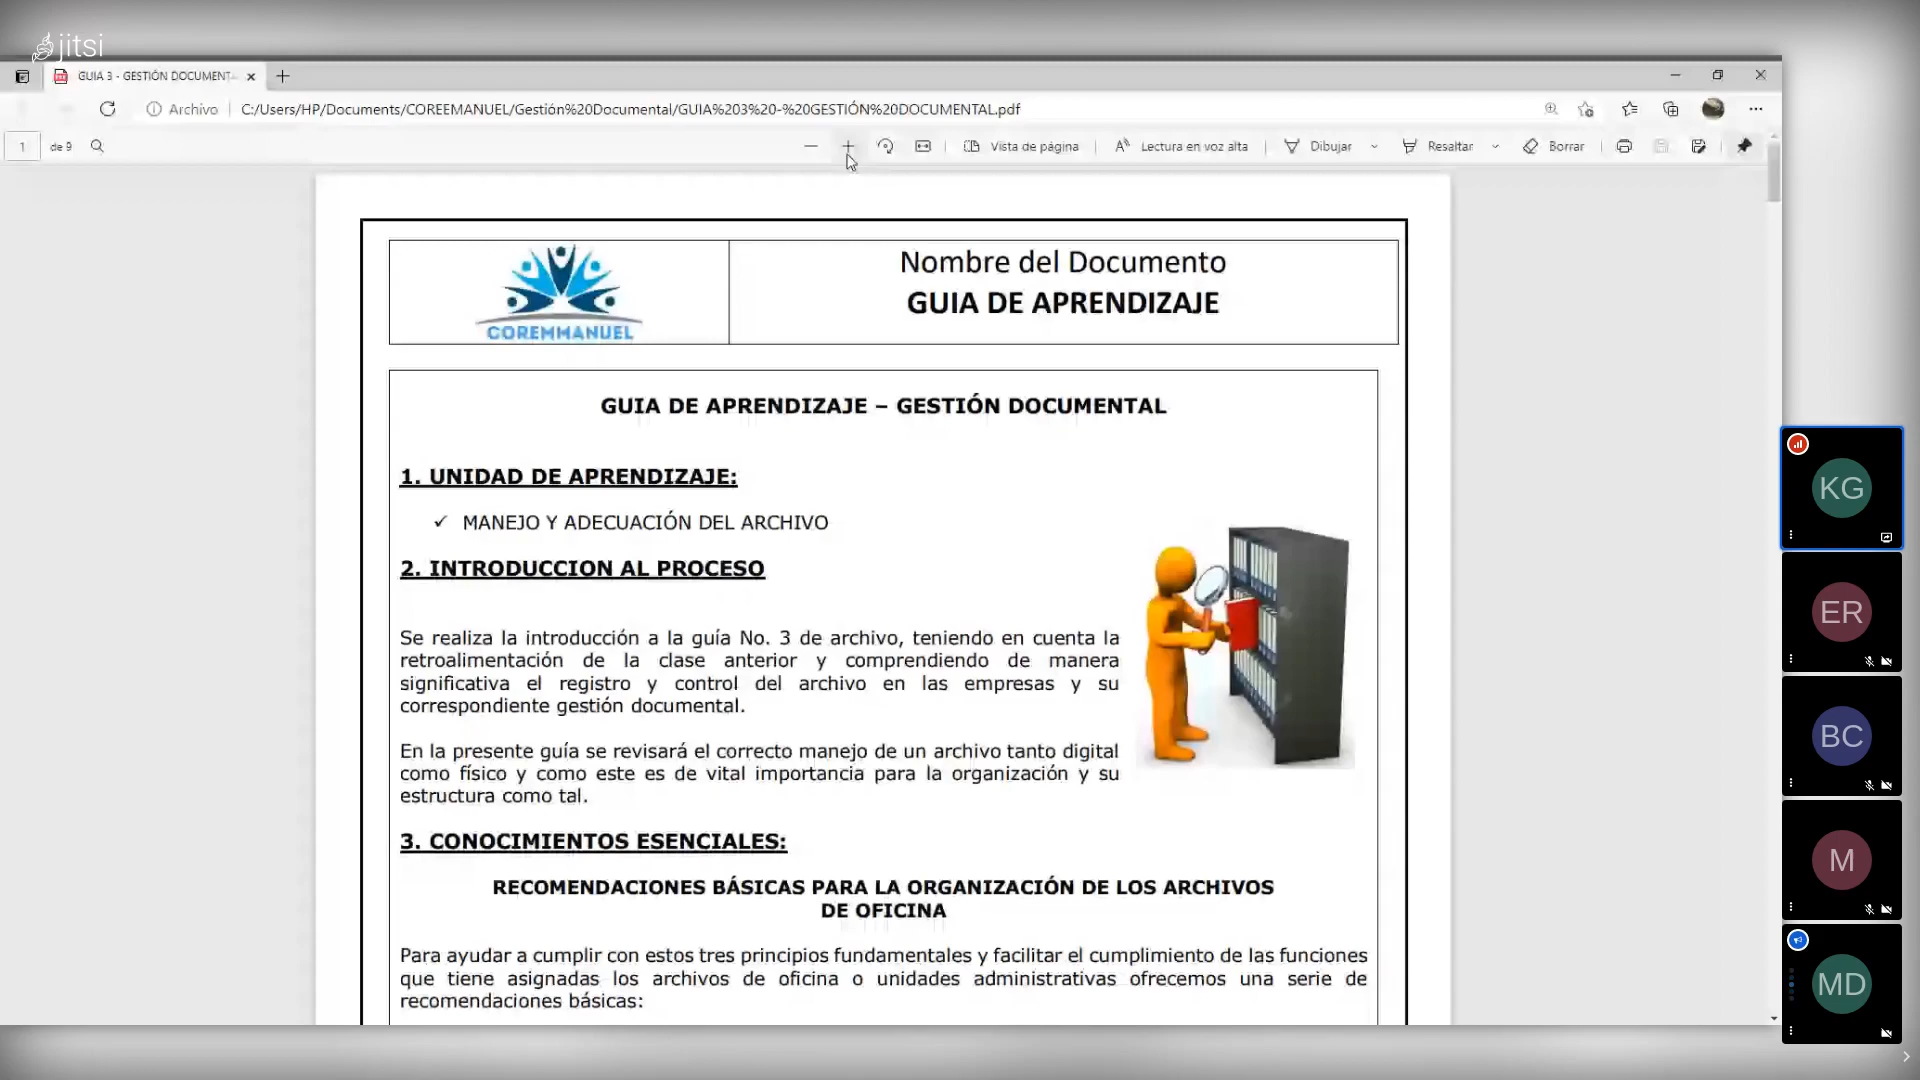 jitsi
GUIA 3 - GESTIÓN DOCUMENT
Archivo
C:/Users/HP/Documents/COREEMANUEL/Gestión%20Documental/GUIA%203%20-%20GESTIÓN%20DOCUMENTAL.pdf
1 de 9
Vista de página
Lectura en voz alta
Dibujar
Resaltar
Borrar
COREMMANUEL
Nombre del Documento
GUIA DE APRENDIZAJE
GUIA DE APRENDIZAJE – GESTIÓN DOCUMENTAL
1. UNIDAD DE APRENDIZAJE:
✓ MANEJO Y ADECUACIÓN DEL ARCHIVO
2. INTRODUCCION AL PROCESO
Se realiza la introducción a la guía No. 3 de archivo, teniendo en cuenta la
retroalimentación de la clase anterior y comprendiendo de manera
significativa el registro y control del archivo en las empresas y su
correspondiente gestión documental.
En la presente guía se revisará el correcto manejo de un archivo tanto digital
como físico y como este es de vital importancia para la organización y su
estructura como tal.
3. CONOCIMIENTOS ESENCIALES:
RECOMENDACIONES BÁSICAS PARA LA ORGANIZACIÓN DE LOS ARCHIVOS
DE OFICINA
Para ayudar a cumplir con estos tres principios fundamentales y facilitar el cumplimiento de las funciones
que tiene asignadas los archivos de oficina o unidades administrativas ofrecemos una serie de
recomendaciones básicas:
KG
ER
BC
M
MD